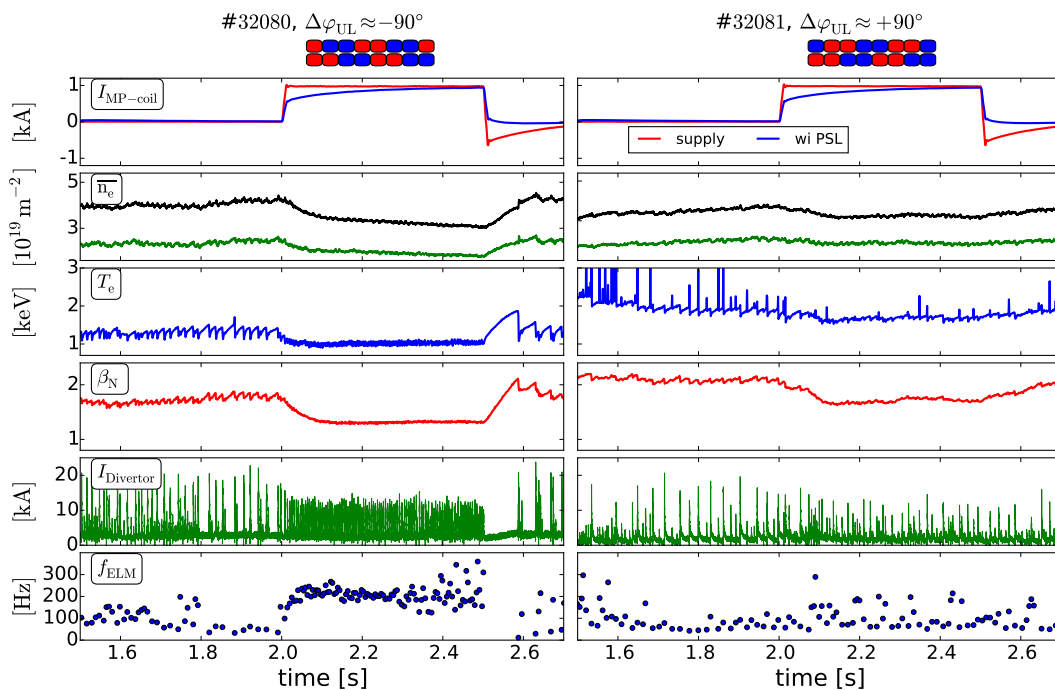 #32080, Δφ_UL ≈ −90° #32081, Δφ_UL ≈ +90°
I_MP−coil
[kA]
1
0
-1
supply wi PSL
n̅_e
[10^19 m^−2]
5
3
T_e
[keV]
3
2
1
β_N
2
1
I_Divertor
[kA]
20
10
0
f_ELM
[Hz]
300
200
100
0
1.6 1.8 2.0 2.2 2.4 2.6 1.6 1.8 2.0 2.2 2.4 2.6
time [s] time [s]